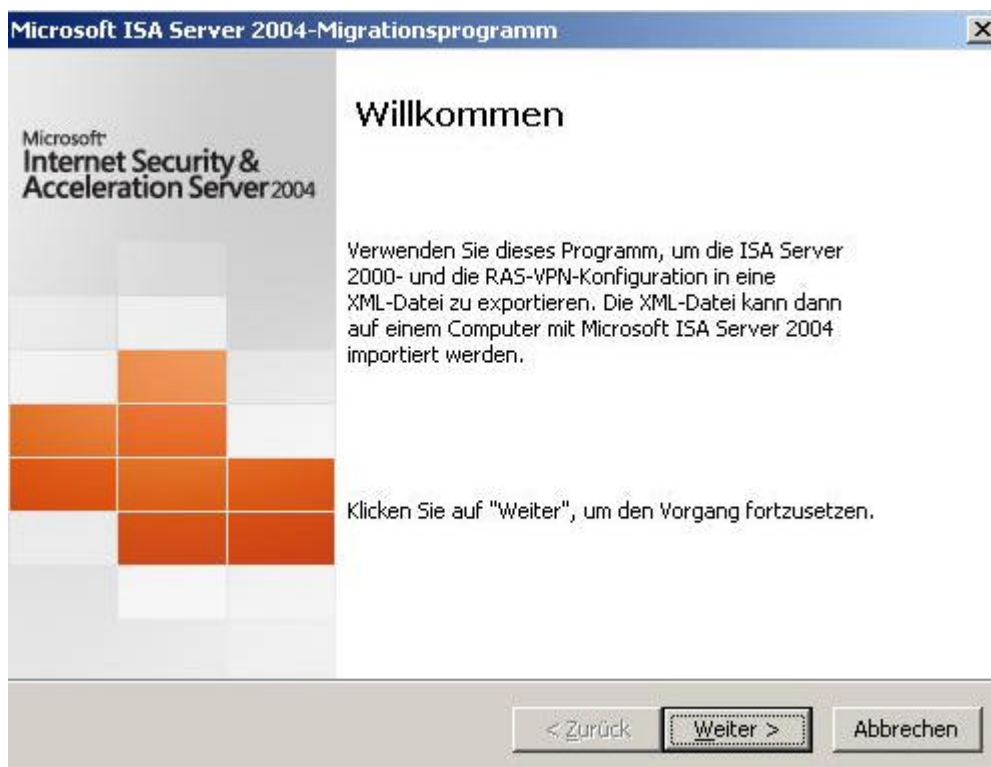 Microsoft ISA Server 2004-Migrationsprogramm
Microsoft
Internet Security &
Acceleration Server 2004
Willkommen
Verwenden Sie dieses Programm, um die ISA Server
2000- und die RAS-VPN-Konfiguration in eine
XML-Datei zu exportieren. Die XML-Datei kann dann
auf einem Computer mit Microsoft ISA Server 2004
importiert werden.
Klicken Sie auf "Weiter", um den Vorgang fortzusetzen.
< Zurück
Weiter >
Abbrechen